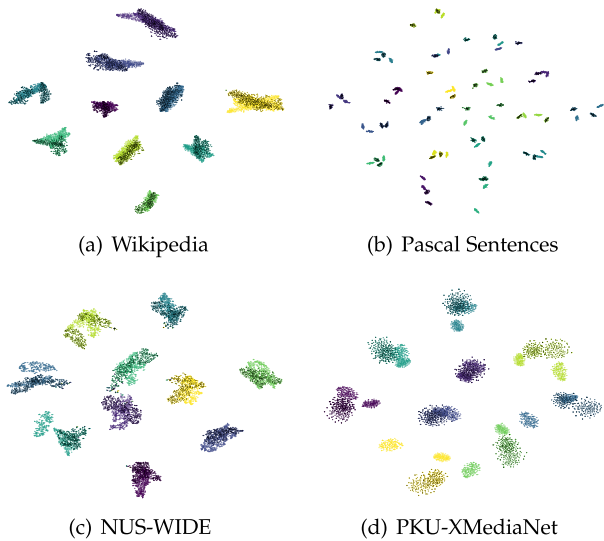 (a) Wikipedia
(b) Pascal Sentences
(c) NUS-WIDE
(d) PKU-XMediaNet